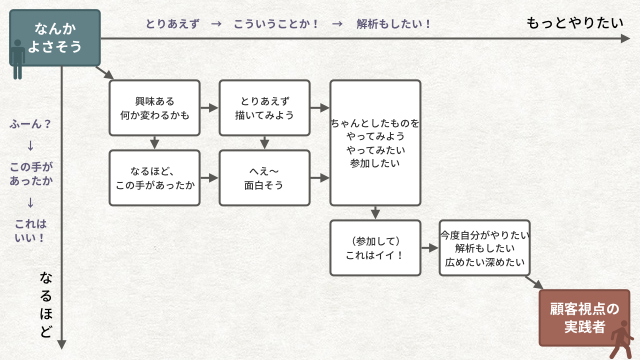 なんか
よさそう
とりあえず → こういうことか！ → 解析もしたい！
もっとやりたい
ふーん？
↓
この手が
あったか
↓
これは
いい！
なるほど
興味ある
何か変わるかも
とりあえず
描いてみよう
ちゃんとしたものを
やってみよう
やってみたい
参加したい
なるほど、
この手があったか
へえ〜
面白そう
（参加して）
これはイイ！
今度自分がやりたい
解析もしたい
広めたい深めたい
顧客視点の
実践者